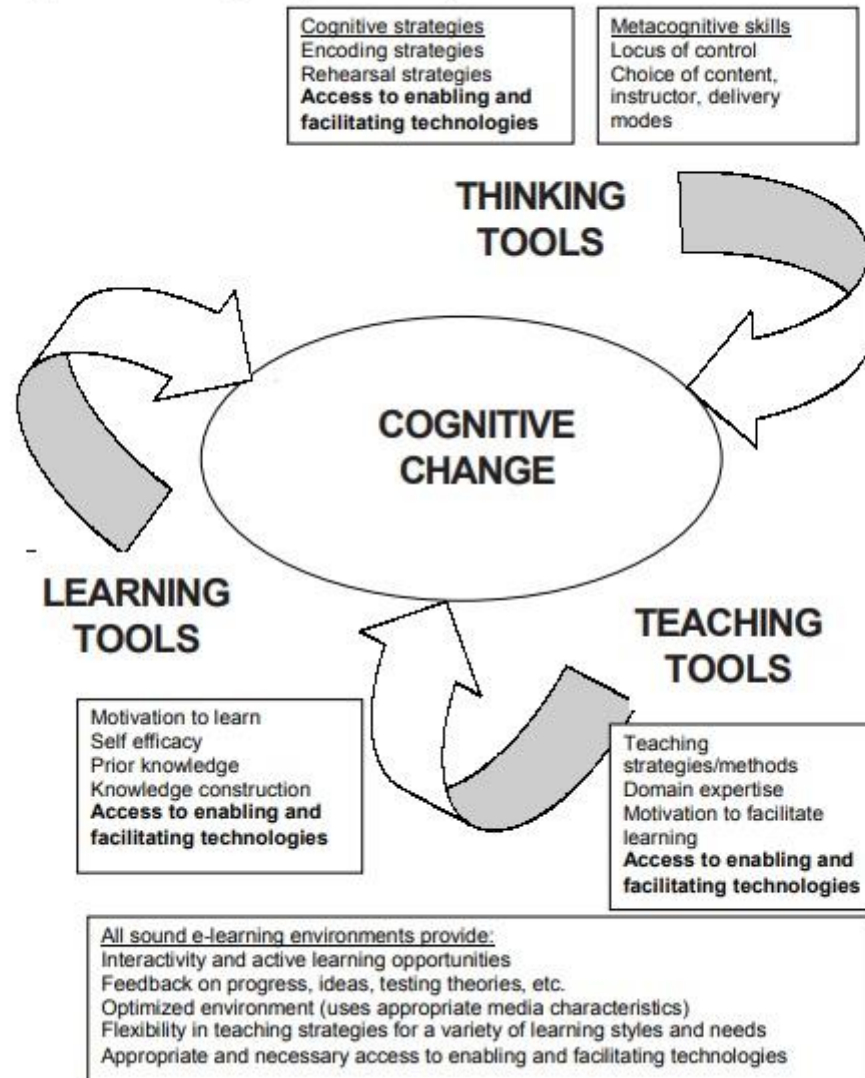 Cognitive strategies
Encoding strategies
Rehearsal strategies
Access to enabling and
facilitating technologies
Metacognitive skills
Locus of control
Choice of content,
instructor, delivery
modes
THINKING
TOOLS
COGNITIVE
CHANGE
LEARNING
TOOLS
TEACHING
TOOLS
Motivation to learn
Self efficacy
Prior knowledge
Knowledge construction
Access to enabling and
facilitating technologies
Teaching
strategies/methods
Domain expertise
Motivation to facilitate
learning
Access to enabling and
facilitating technologies
All sound e-learning environments provide:
Interactivity and active learning opportunities
Feedback on progress, ideas, testing theories, etc.
Optimized environment (uses appropriate media characteristics)
Flexibility in teaching strategies for a variety of learning styles and needs
Appropriate and necessary access to enabling and facilitating technologies